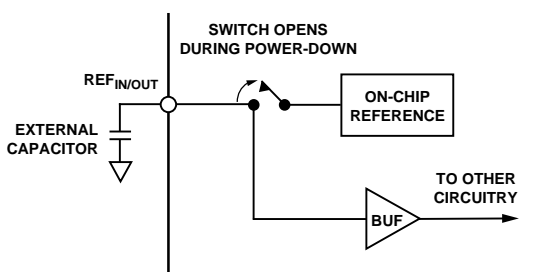 SWITCH OPENS
DURING POWER-DOWN
REFIN/OUT
ON-CHIP
REFERENCE
EXTERNAL
CAPACITOR
TO OTHER
CIRCUITRY
BUF